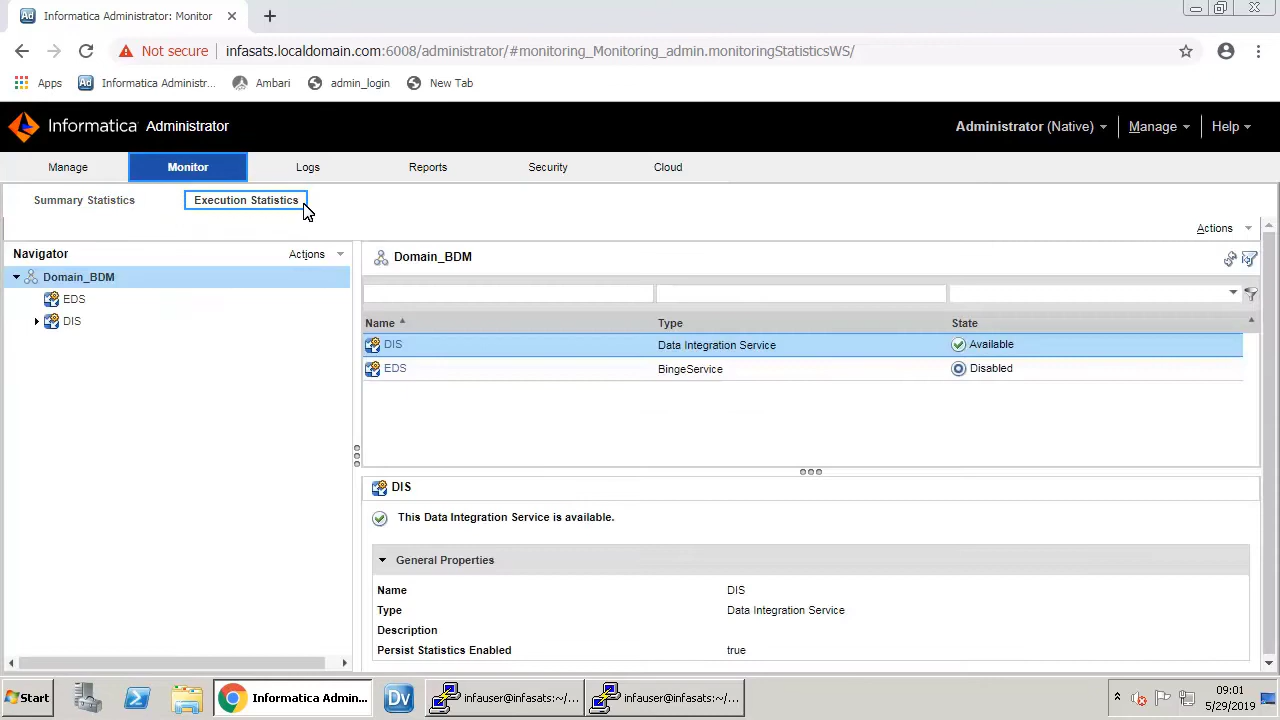 Informatica Administrator: Monitor
Not secure infasats.localdomain.com:6008/administrator/#monitoring_Monitoring_admin.monitoringStatisticsWS/
Apps Informatica Administr... Ambari admin_login New Tab
Informatica Administrator Administrator (Native) Manage Help
Manage Monitor Logs Reports Security Cloud
Summary Statistics Execution Statistics
Actions
Navigator Actions
Domain_BDM
EDS
DIS
Domain_BDM
Name Type State
DIS Data Integration Service Available
EDS BingeService Disabled
DIS
This Data Integration Service is available.
General Properties
Name DIS
Type Data Integration Service
Description
Persist Statistics Enabled true
Start Informatica Admin... Dv infauser@infasats:~/... infauser@infasats:~/... 09:01
5/29/2019